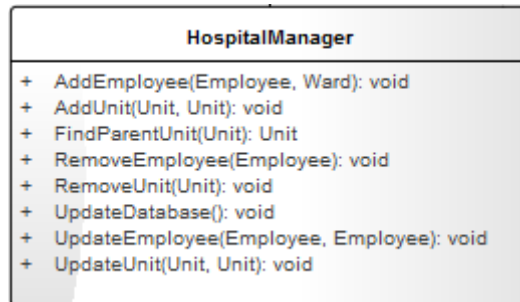 HospitalManager
+ AddEmployee(Employee, Ward): void
+ AddUnit(Unit, Unit): void
+ FindParentUnit(Unit): Unit
+ RemoveEmployee(Employee): void
+ RemoveUnit(Unit): void
+ UpdateDatabase(): void
+ UpdateEmployee(Employee, Employee): void
+ UpdateUnit(Unit, Unit): void